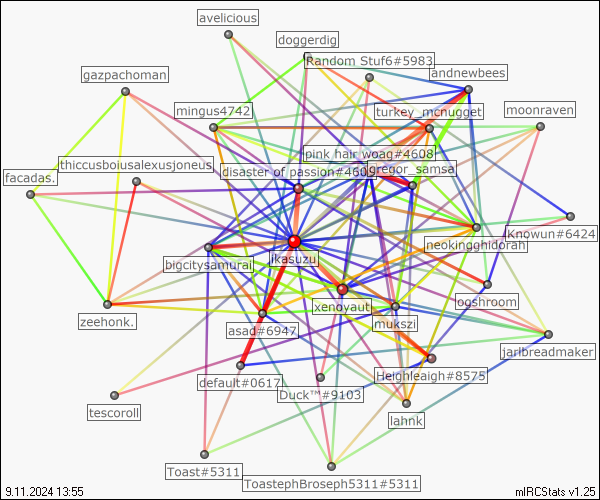 avelicious
doggerdig
Random Stuf6#5983
gazpachoman
andnewbees
mingus4742
turkey_mcnugget
moonraven
pink hair woag#4608
thiccusboiusalexusjoneus
disaster of passion#460
gregor_samsa
facadas.
Knowun#6424
neokingghidorah
bigcitysamurai
ikasuzu
ogshroom
xenoyaut
zeehonk.
asad#6947
mukszi
jarlbreadmaker
default#0617
Heighleaigh#8575
Duck™#9103
tescoroll
lahnk
Toast#5311
ToastephBroseph5311#5311
9.11.2024 13:55
mIRCStats v1.25